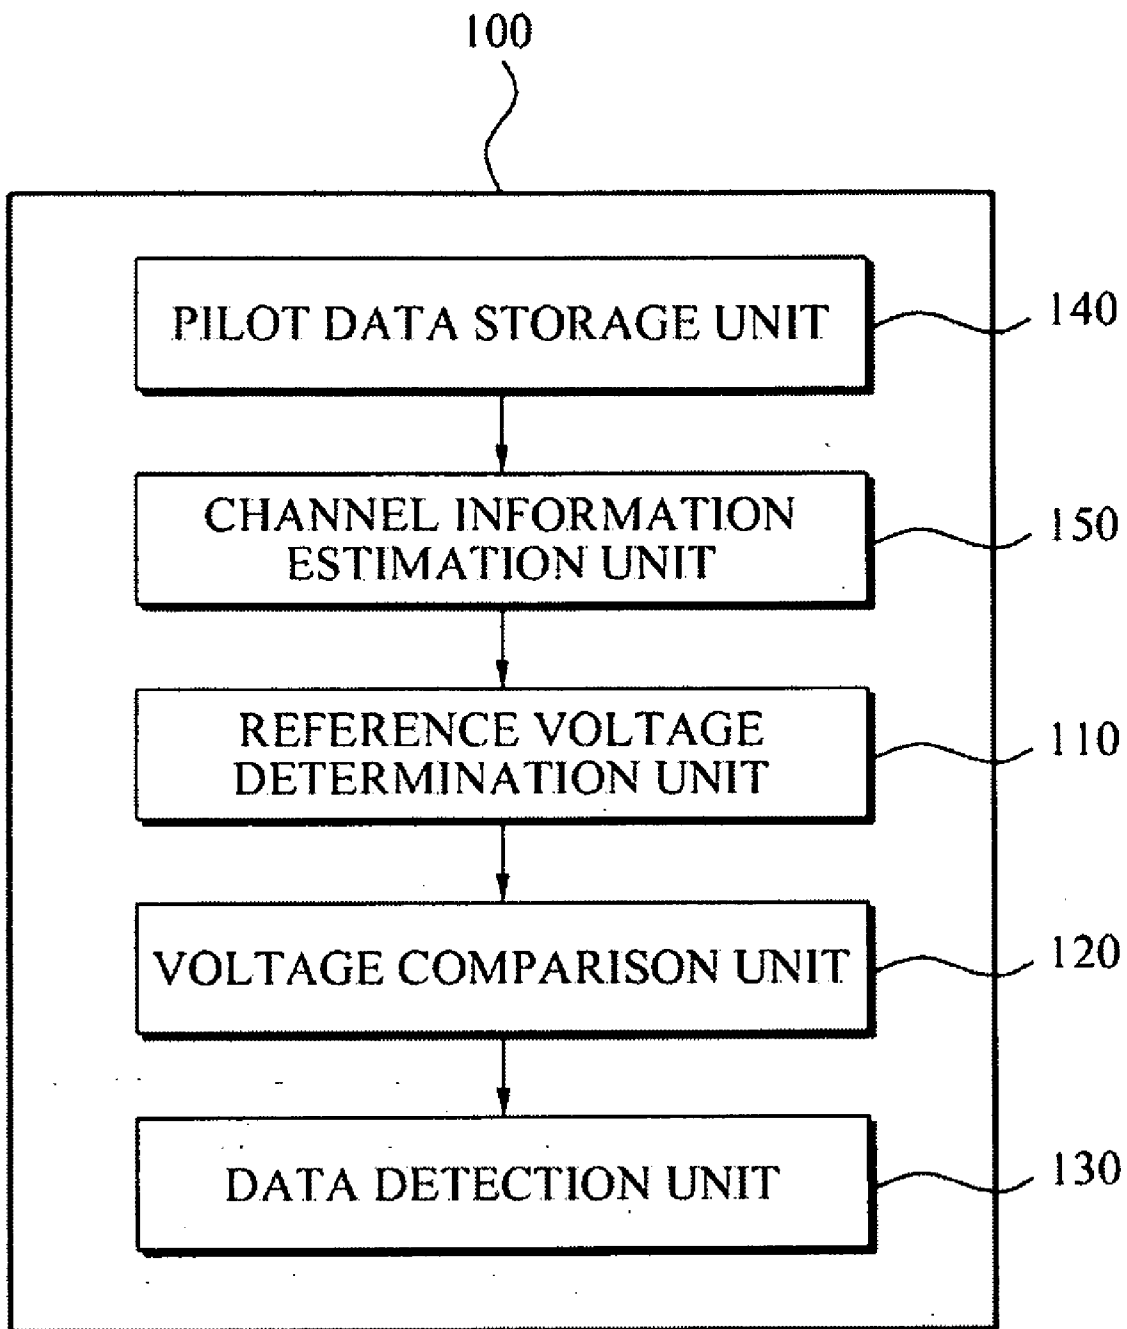 100
PILOT DATA STORAGE UNIT
140
CHANNEL INFORMATION
ESTIMATION UNIT
150
REFERENCE VOLTAGE
DETERMINATION UNIT
110
VOLTAGE COMPARISON UNIT
120
DATA DETECTION UNIT
130